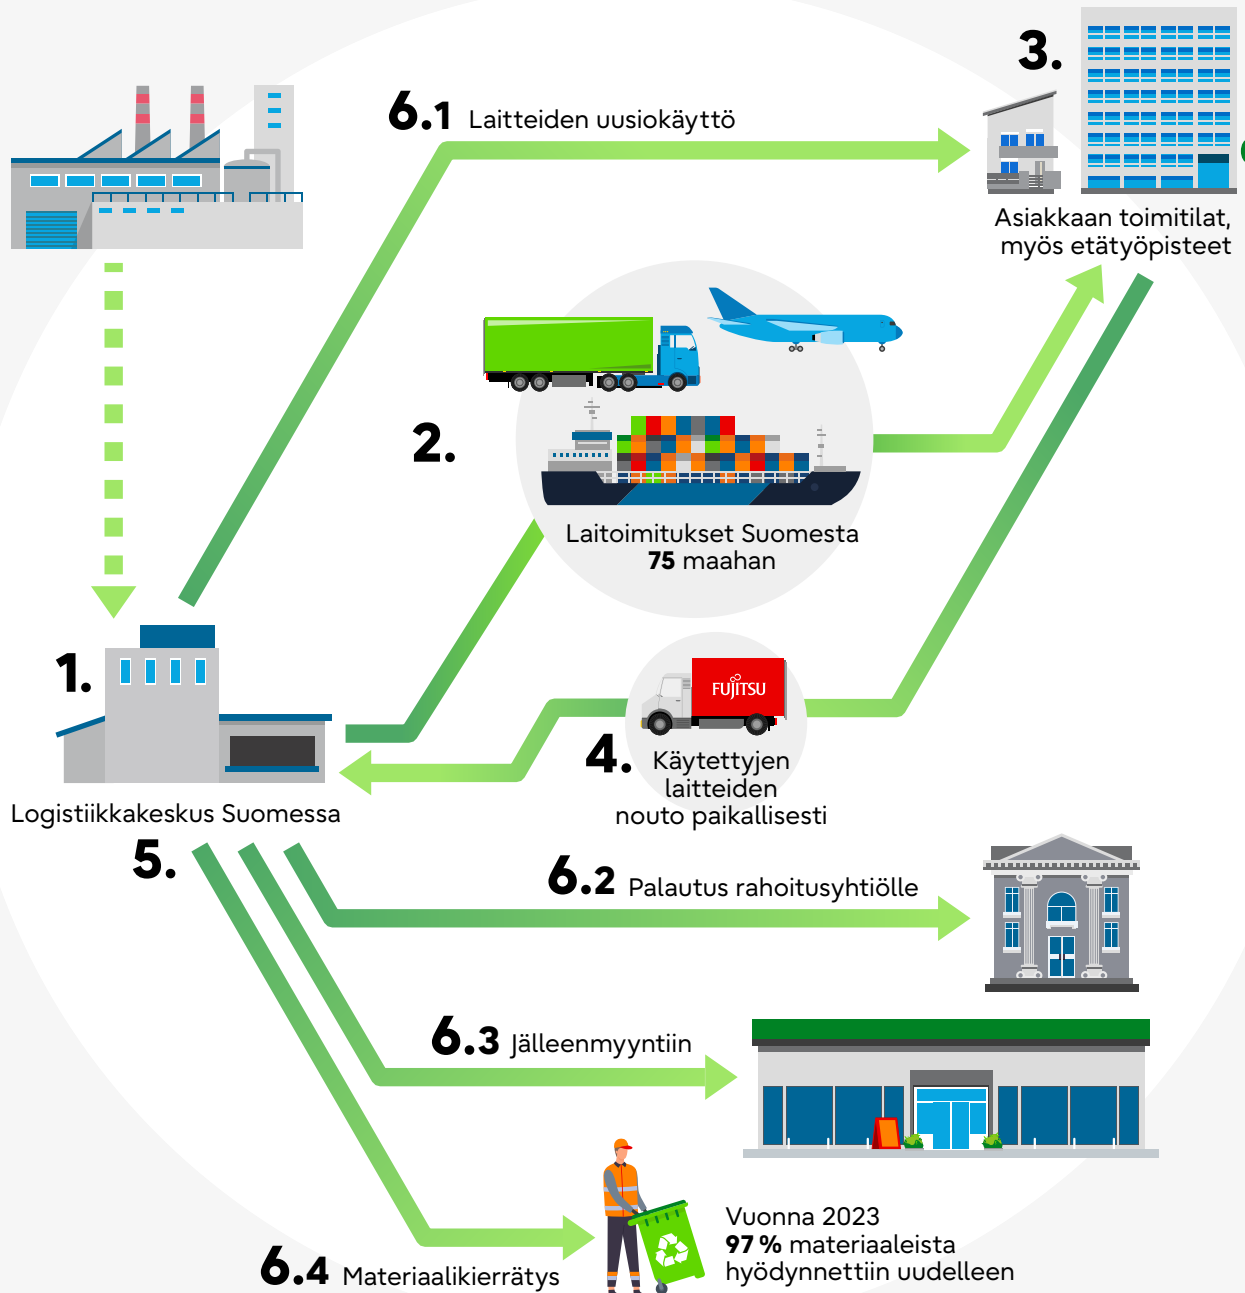 6.1 Laitteiden uusiokäyttö
3.
Asiakkaan toimitilat,
myös etätyöpisteet
2.
Laitoimitukset Suomesta
75 maahan
1.
FUJITSU
4. Käytettyjen
laitteiden
nouto paikallisesti
Logistiikkakeskus Suomessa
5.
6.2 Palautus rahoitusyhtiölle
6.3 Jälleenmyyntiin
6.4 Materiaalikierrätys
Vuonna 2023
97 % materiaaleista
hyödynnettiin uudelleen